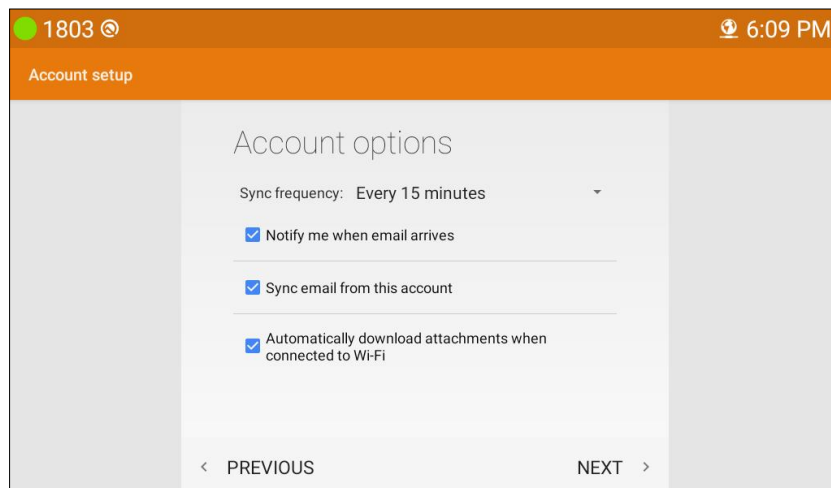 1803 6:09 PM
Account setup
Account options
Sync frequency: Every 15 minutes
Notify me when email arrives
Sync email from this account
Automatically download attachments when
connected to Wi-Fi
PREVIOUS NEXT